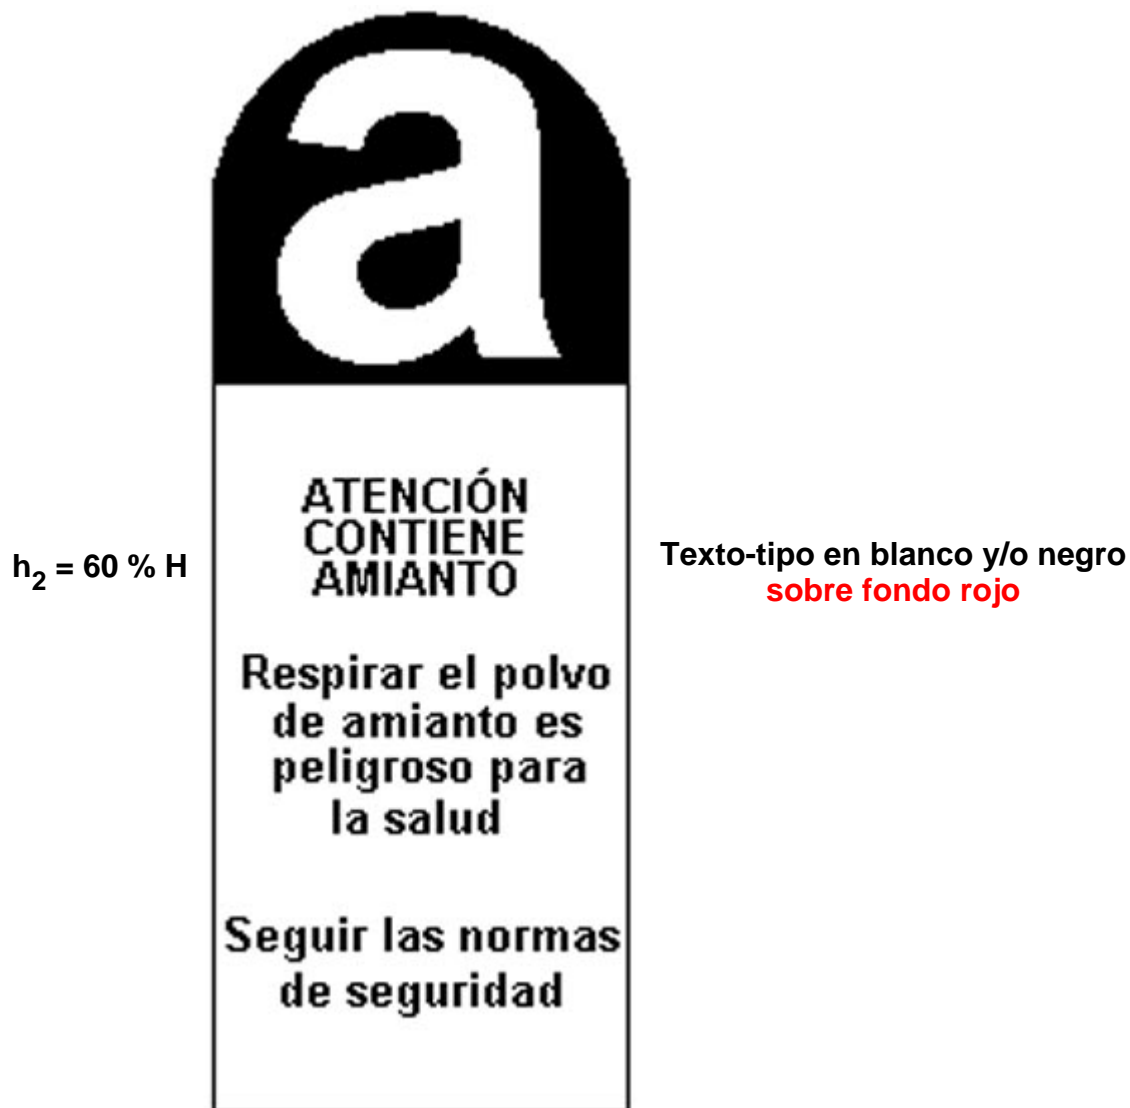 a
ATENCIÓN
CONTIENE
AMIANTO
h2 = 60 % H
Texto-tipo en blanco y/o negro
sobre fondo rojo
Respirar el polvo
de amianto es
peligroso para
la salud
Seguir las normas
de seguridad